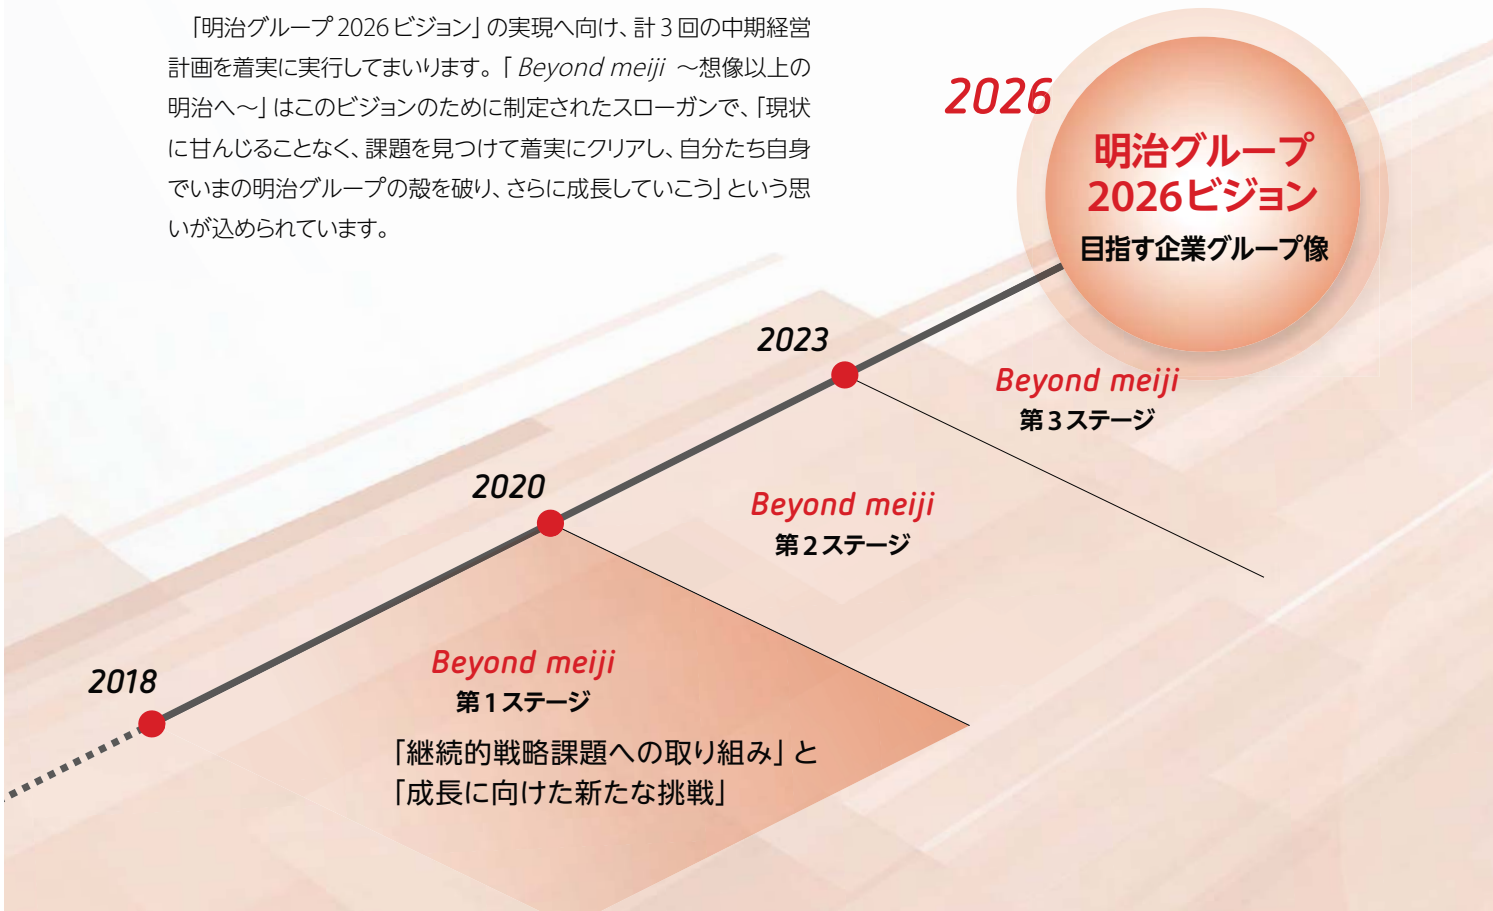 「明治グループ2026ビジョン」の実現へ向け、計3回の中期経営
計画を着実に実行してまいります。「Beyond meiji ～想像以上の
明治へ～」はこのビジョンのために制定されたスローガンで、「現状
に甘んじることなく、課題を見つけて着実にクリアし、自分たち自身
でいまの明治グループの殻を破り、さらに成長していこう」という思
いが込められています。
2026
明治グループ
2026ビジョン
目指す企業グループ像
2023
Beyond meiji
第3ステージ
2020
Beyond meiji
第2ステージ
2018
Beyond meiji
第1ステージ
「継続的戦略課題への取り組み」と
「成長に向けた新たな挑戦」